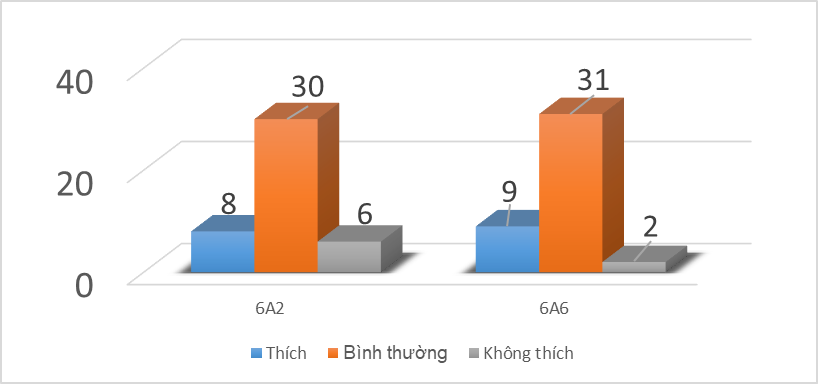 40
20
0
8
30
6
9
31
2
6A2
6A6
Thích
Bình thường
Không thích